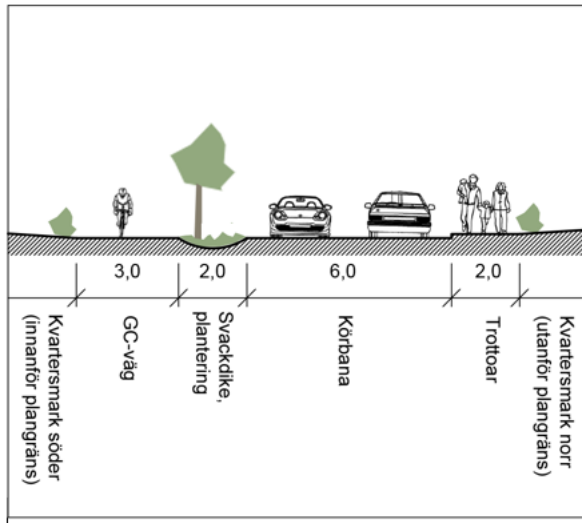 3,0
2,0
6,0
2,0
Kvartersmark söder
(innanför plangräns)
GC-väg
Svackdike,
plantering
Körbana
Trottoar
Kvartersmark norr
(utanför plangräns)